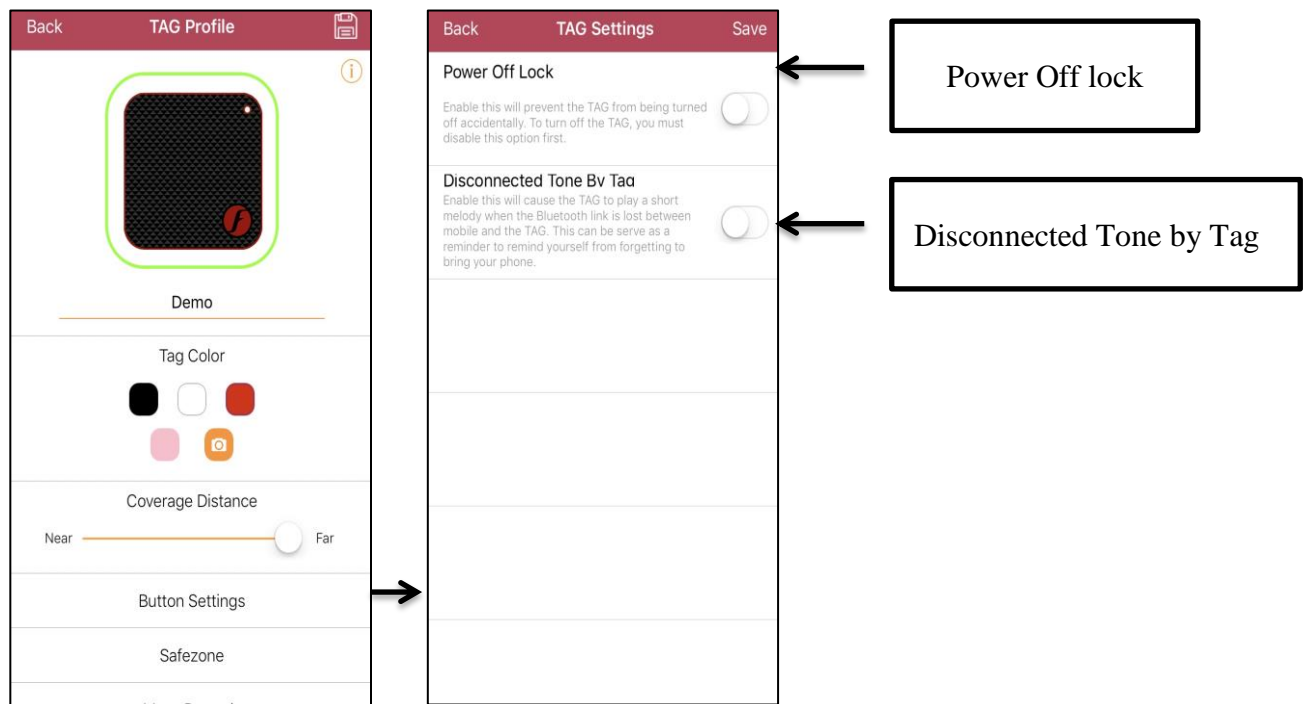 Back TAG Profile
Demo
Tag Color
Coverage Distance
Near Far
Button Settings
Safezone
Back TAG Settings Save
Power Off Lock
Enable this will prevent the TAG from being turned
off accidentally. To turn off the TAG, you must
disable this option first.
Disconnected Tone By Tag
Enable this will cause the TAG to play a short
melody when the Bluetooth link is lost between
mobile and the TAG. This can be serve as a
reminder to remind yourself from forgetting to
bring your phone.
Power Off lock
Disconnected Tone by Tag